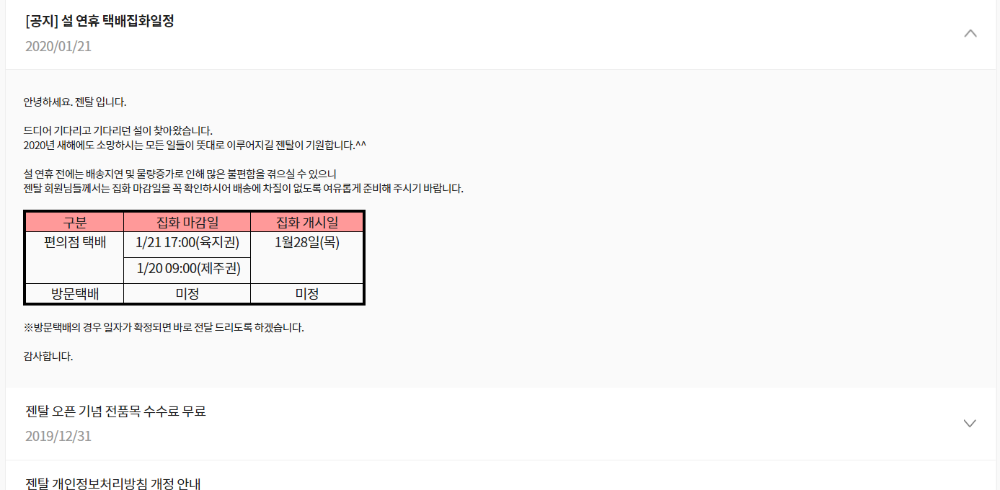 [공지] 설 연휴 택배집화일정
2020/01/21
안녕하세요. 젠탈 입니다.
드디어 기다리고 기다리던 설이 찾아왔습니다.
2020년 새해에도 소망하시는 모든 일들이 뜻대로 이루어지길 젠탈이 기원합니다.^^
설 연휴 전에는 배송지연 및 물량증가로 인해 많은 불편함을 겪으실 수 있으니
젠탈 회원님들께서는 집화 마감일을 꼭 확인하시어 배송에 차질이 없도록 여유롭게 준비해 주시기 바랍니다.
구분 집화 마감일 집화 개시일
편의점 택배 1/21 17:00(육지권) 1월28일(목)
1/20 09:00(제주권)
방문택배 미정 미정
※방문택배의 경우 일자가 확정되면 바로 전달 드리도록 하겠습니다.
감사합니다.
젠탈 오픈 기념 전품목 수수료 무료
2019/12/31
젠탈 개인정보처리방침 개정 안내